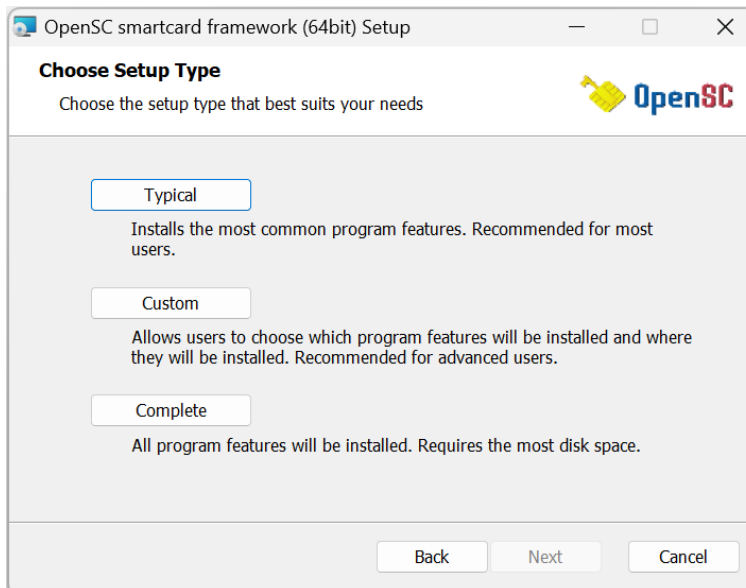 OpenSC smartcard framework (64bit) Setup
Choose Setup Type
Choose the setup type that best suits your needs
OpenSC
Typical
Installs the most common program features. Recommended for most
users.
Custom
Allows users to choose which program features will be installed and where
they will be installed. Recommended for advanced users.
Complete
All program features will be installed. Requires the most disk space.
Back
Next
Cancel